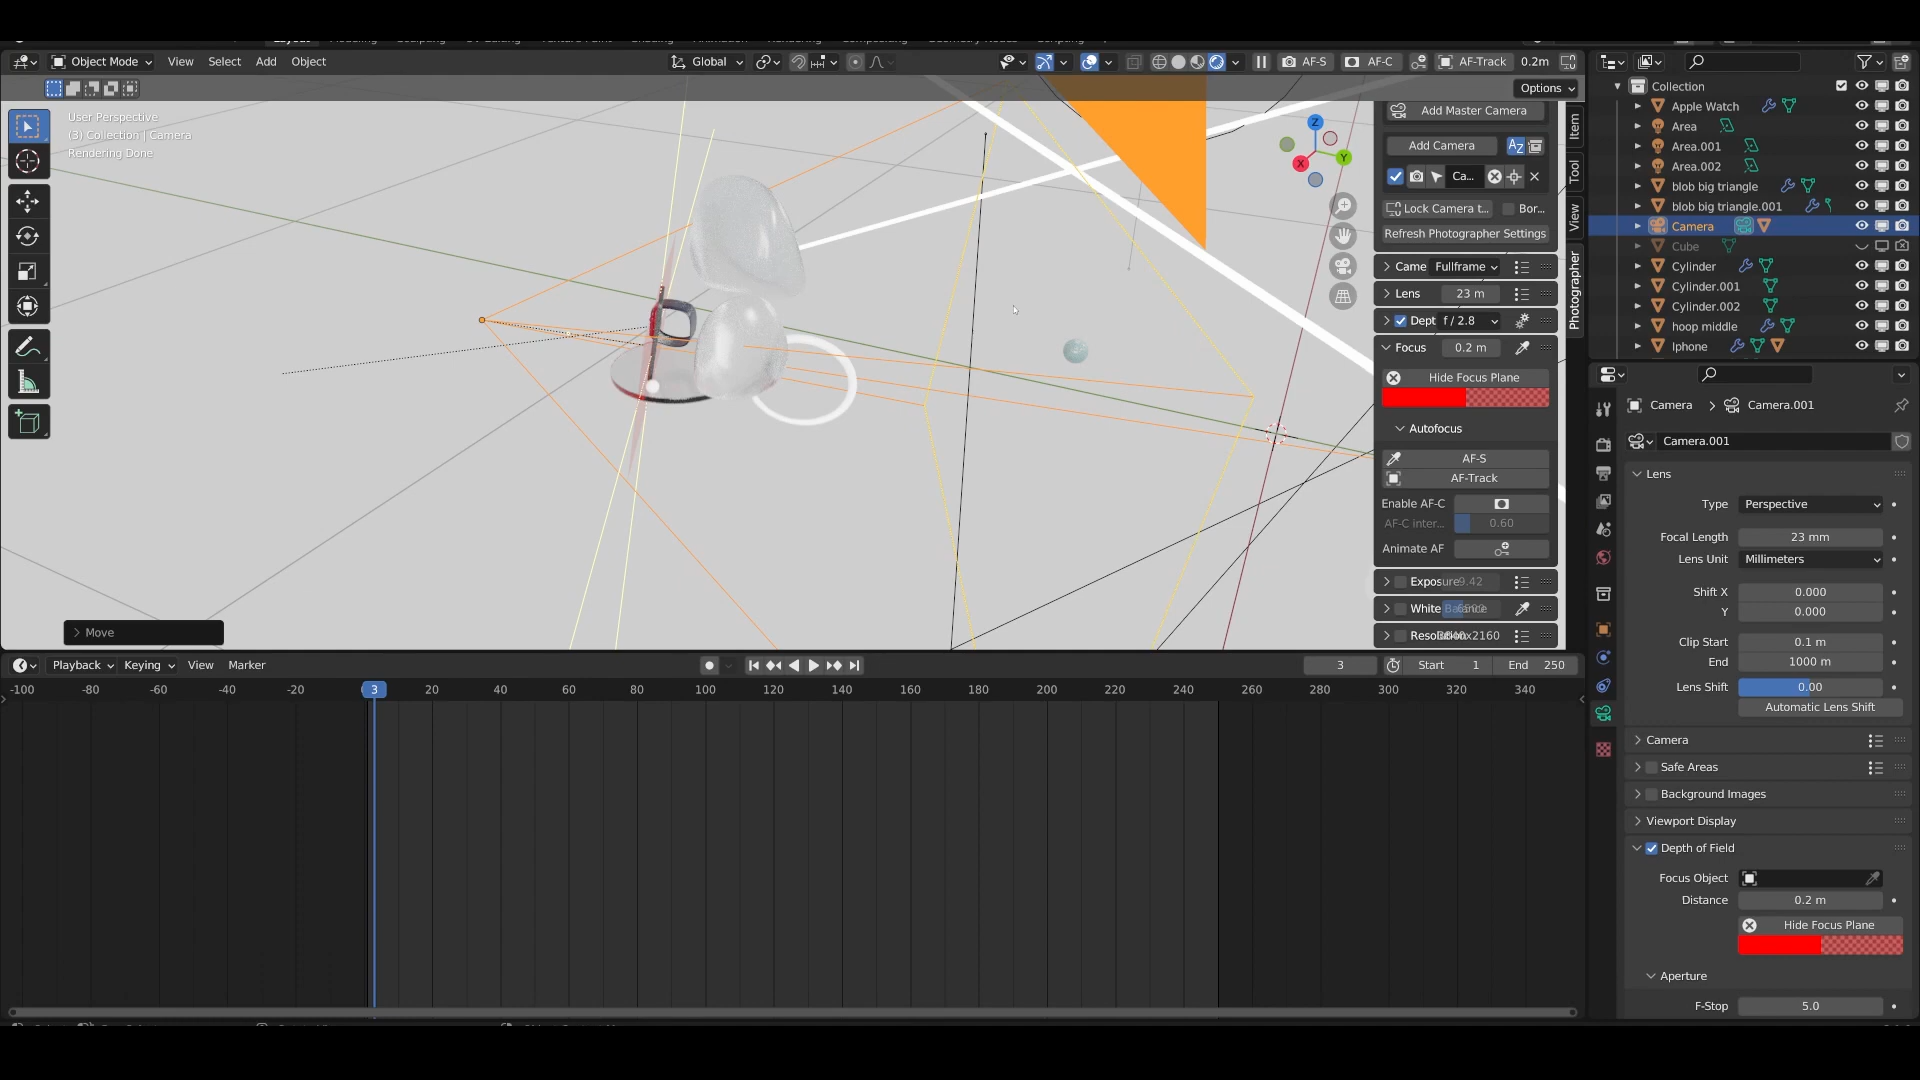 Object Mode View Select Add Object Global AF-S AF-C AF-Track 0.2m
Options
User Perspective
(3) Collection | Camera
Rendering Done
Z
Y
X
Move
Add Master Camera
Add Camera
Ca...
Lock Camera t... Bor...
Refresh Photographer Settings
Came Fullframe
Lens 23 m
Dept f / 2.8
Focus 0.2 m
Hide Focus Plane
Autofocus
AF-S
AF-Track
Enable AF-C
AF-C inter... 0.60
Animate AF
Exposure 9.42
White Balance
Resolution x2160
Item
Tool
View
Photographer
Playback Keying View Marker 3 Start 1 End 250
-100 -80 -60 -40 -20 3 20 40 60 80 100 120 140 160 180 200 220 240 260 280 300 320 340
Collection
Apple Watch
Area
Area.001
Area.002
blob big triangle
blob big triangle.001
Camera
Cube
Cylinder
Cylinder.001
Cylinder.002
hoop middle
Iphone
Camera > Camera.001
Camera.001
Lens
Type Perspective
Focal Length 23 mm
Lens Unit Millimeters
Shift X 0.000
Y 0.000
Clip Start 0.1 m
End 1000 m
Lens Shift 0.00
Automatic Lens Shift
Camera
Safe Areas
Background Images
Viewport Display
Depth of Field
Focus Object
Distance 0.2 m
Hide Focus Plane
Aperture
F-Stop 5.0